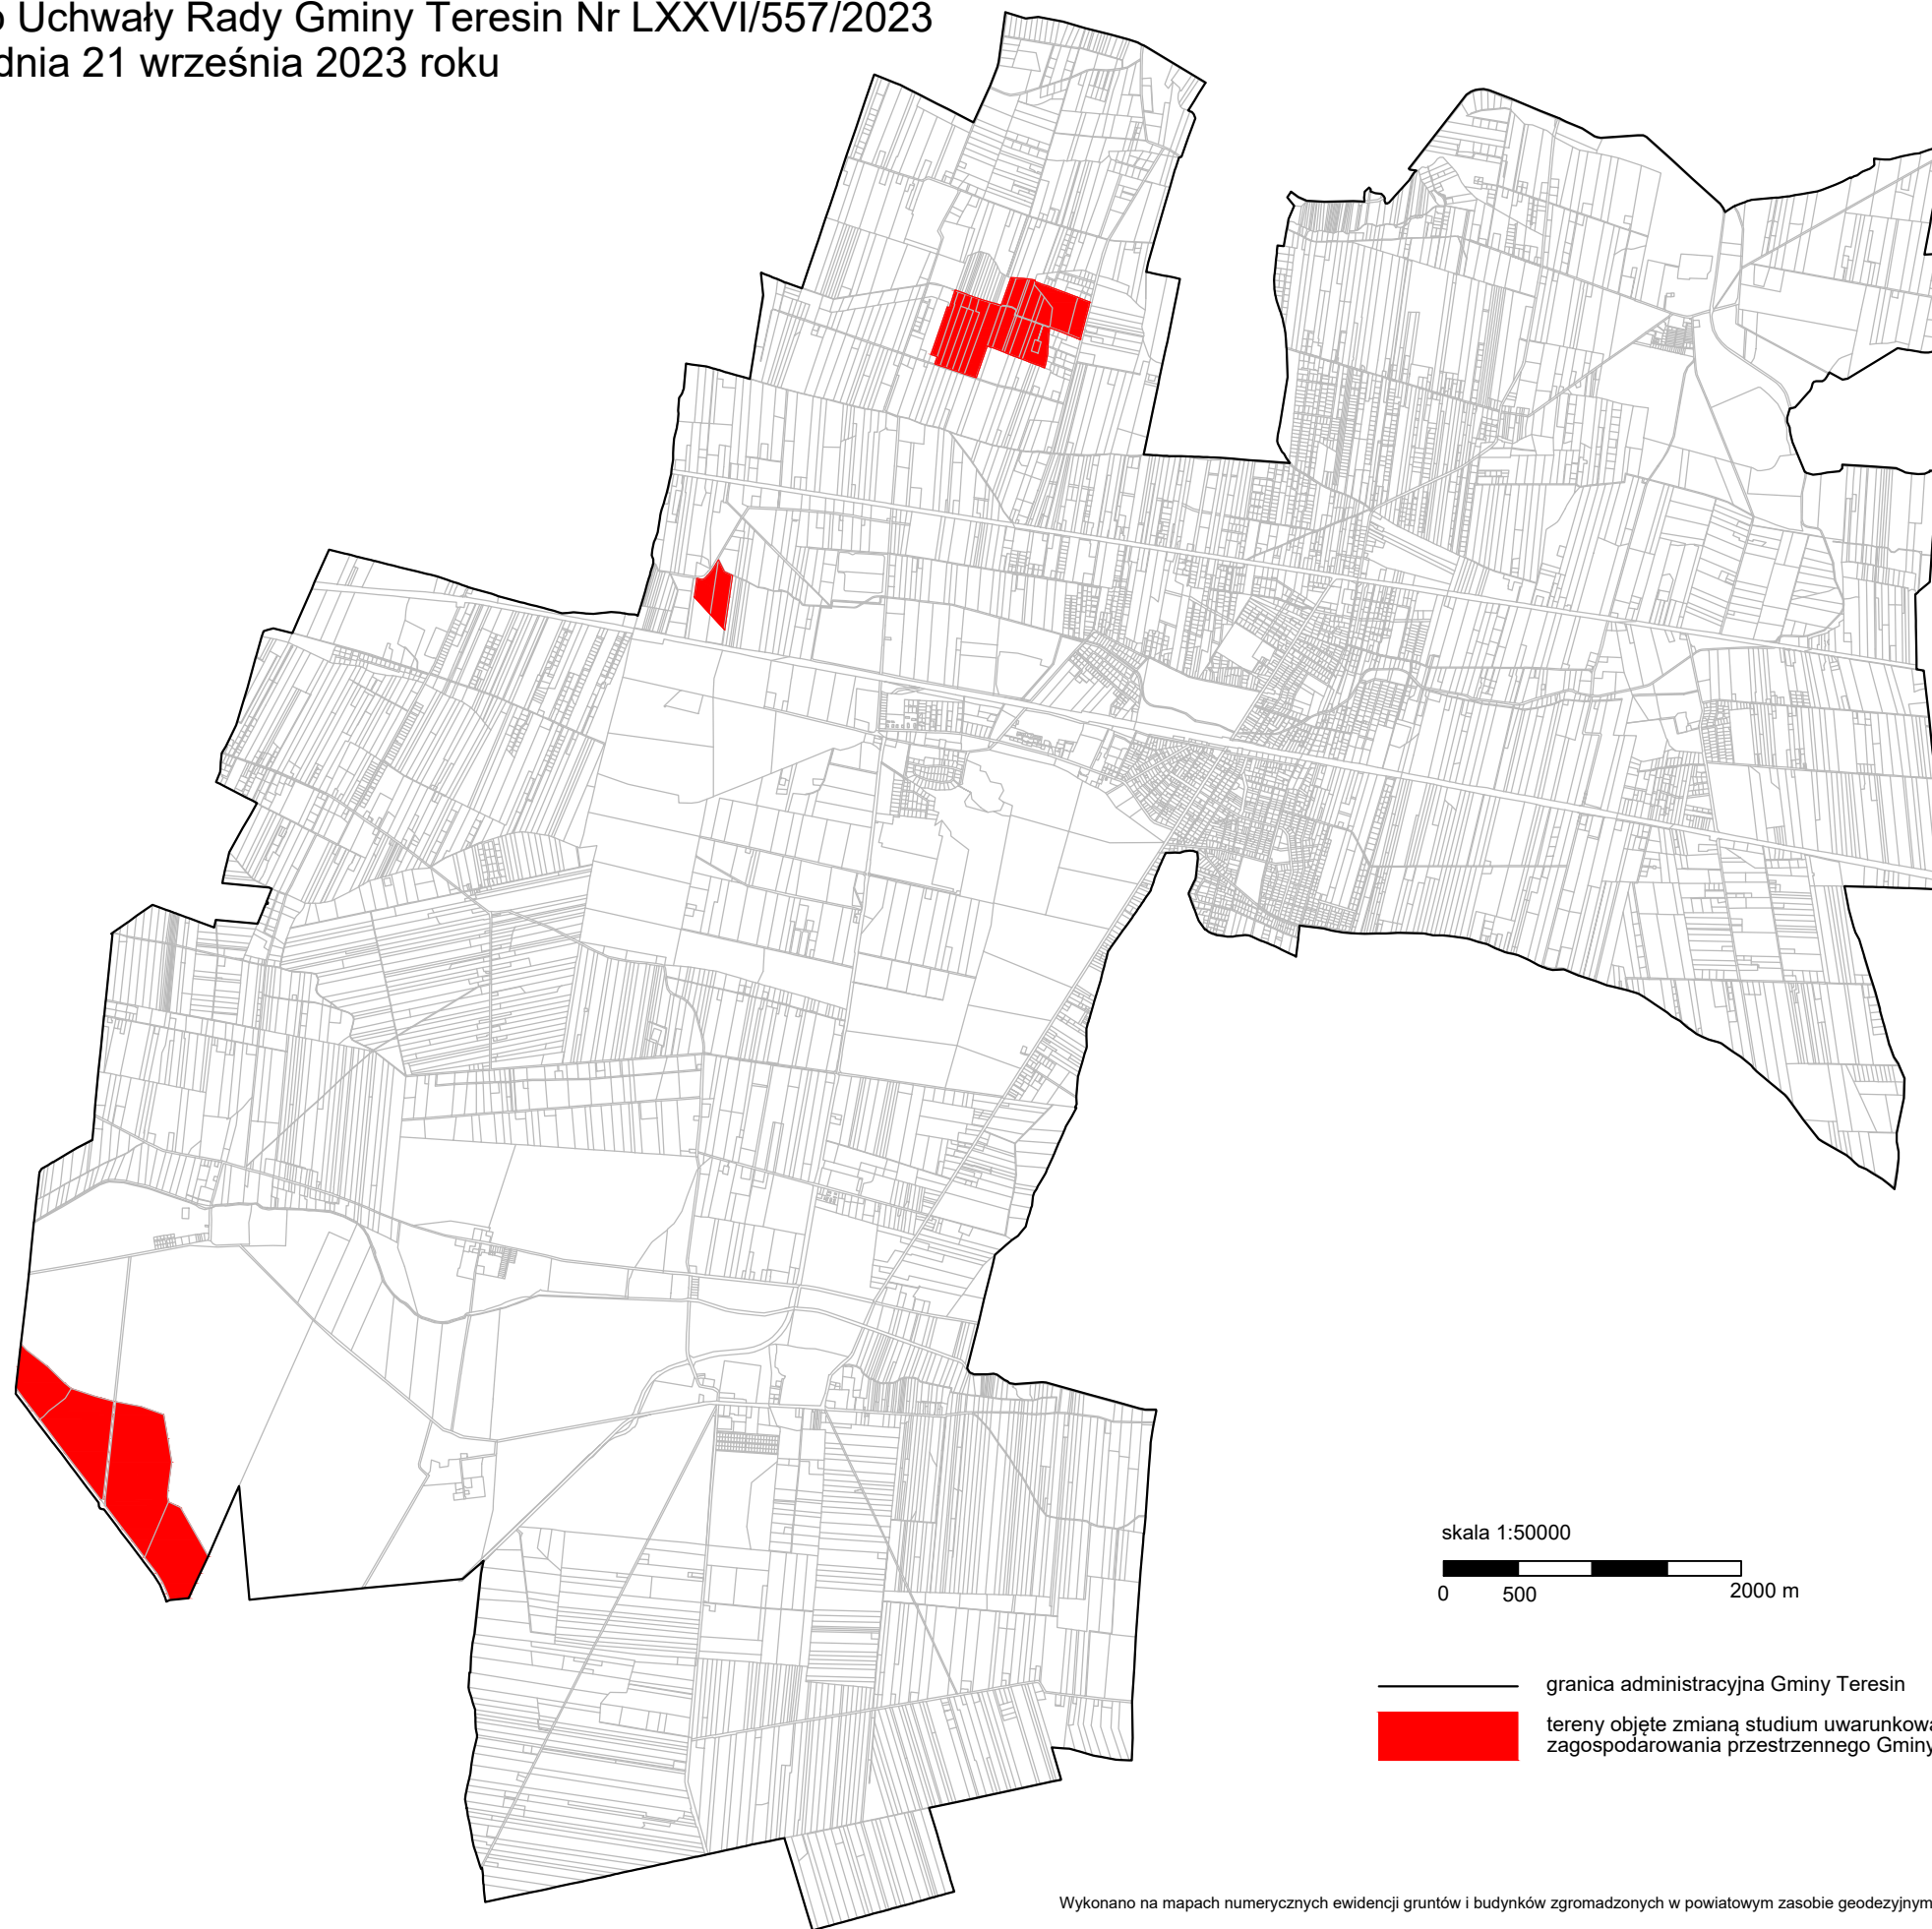 Uchwały Rady Gminy Teresin Nr LXXVI/557/2023
dnia 21 września 2023 roku
skala 1:50000
0 500 2000 m
granica administracyjna Gminy Teresin
tereny objęte zmianą studium
zagospodarowania przestrzennego Gminy
Wykonano na mapach numerycznych ewidencji gruntów i budynków zgromadzonych w powiatowym zasobie geodezyjnym